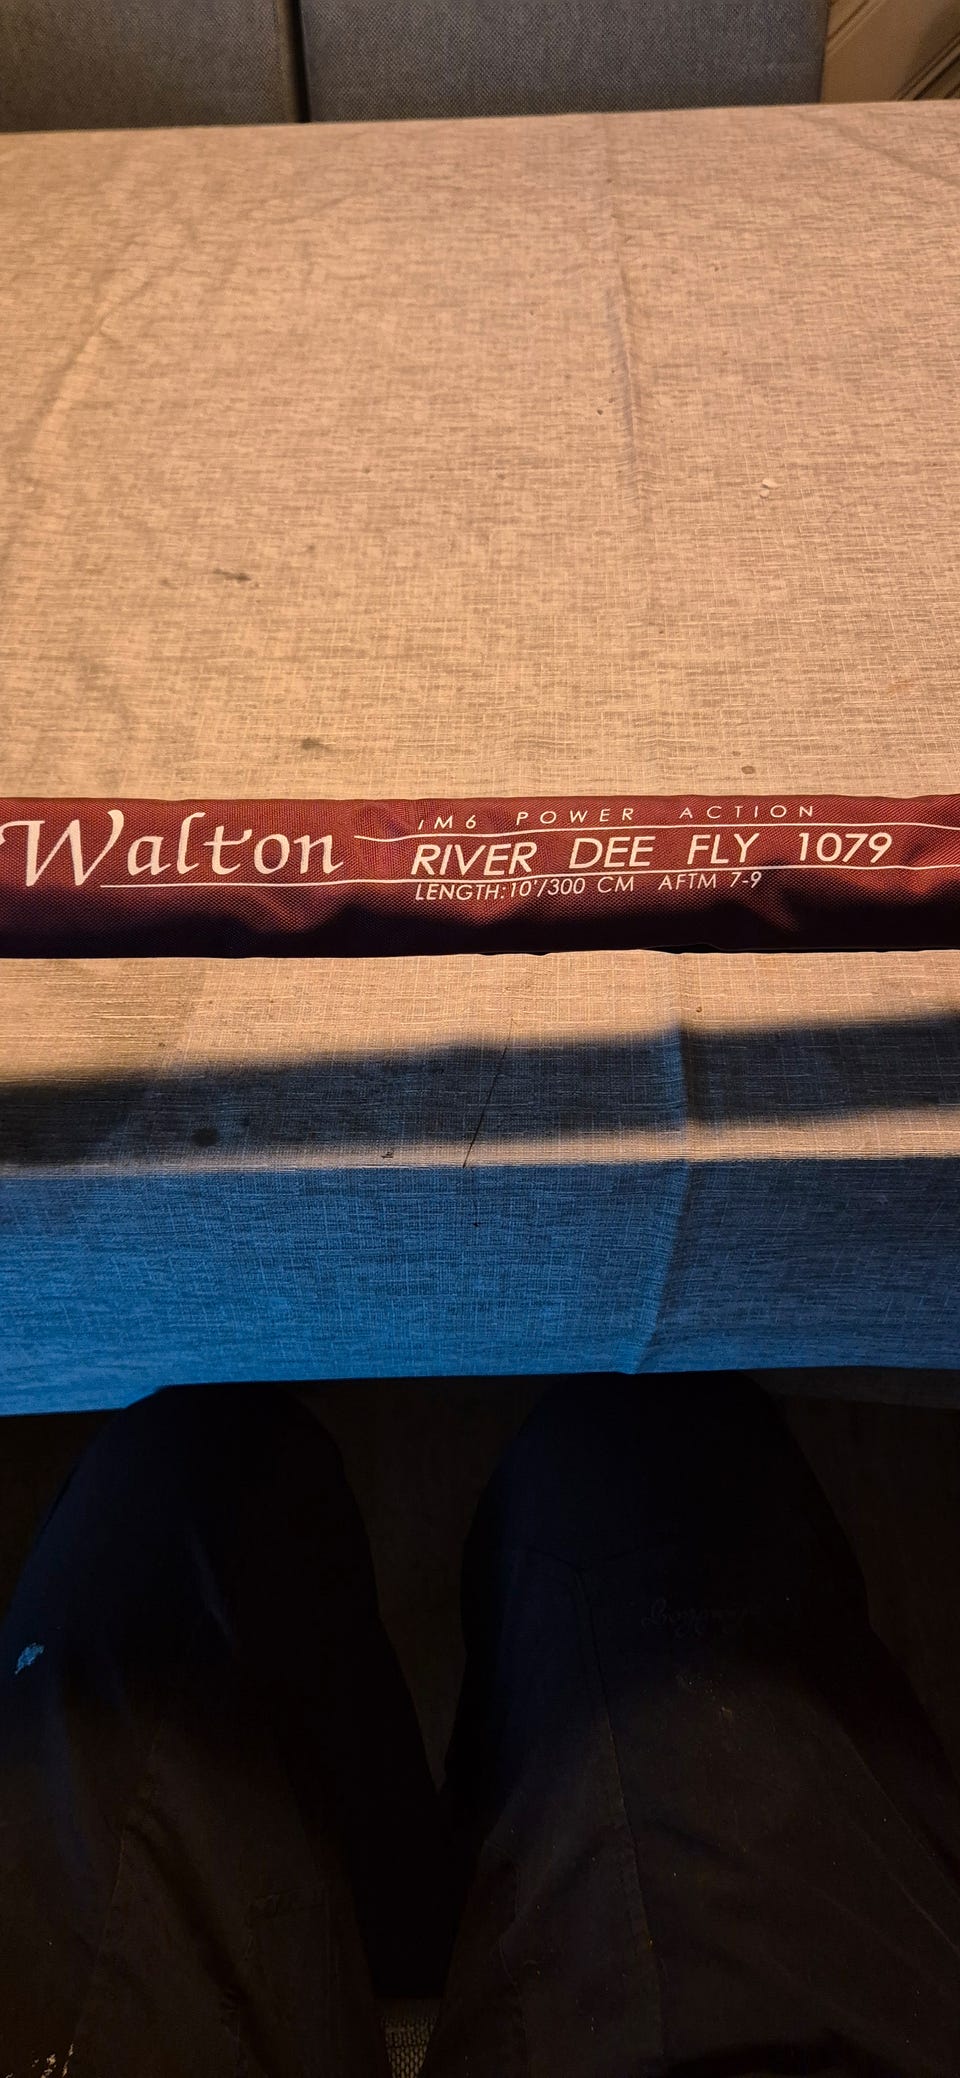 Walton
IM6 POWER ACTION
RIVER DEE FLY 1079
LENGTH:10'/300 CM AFTM 7-9